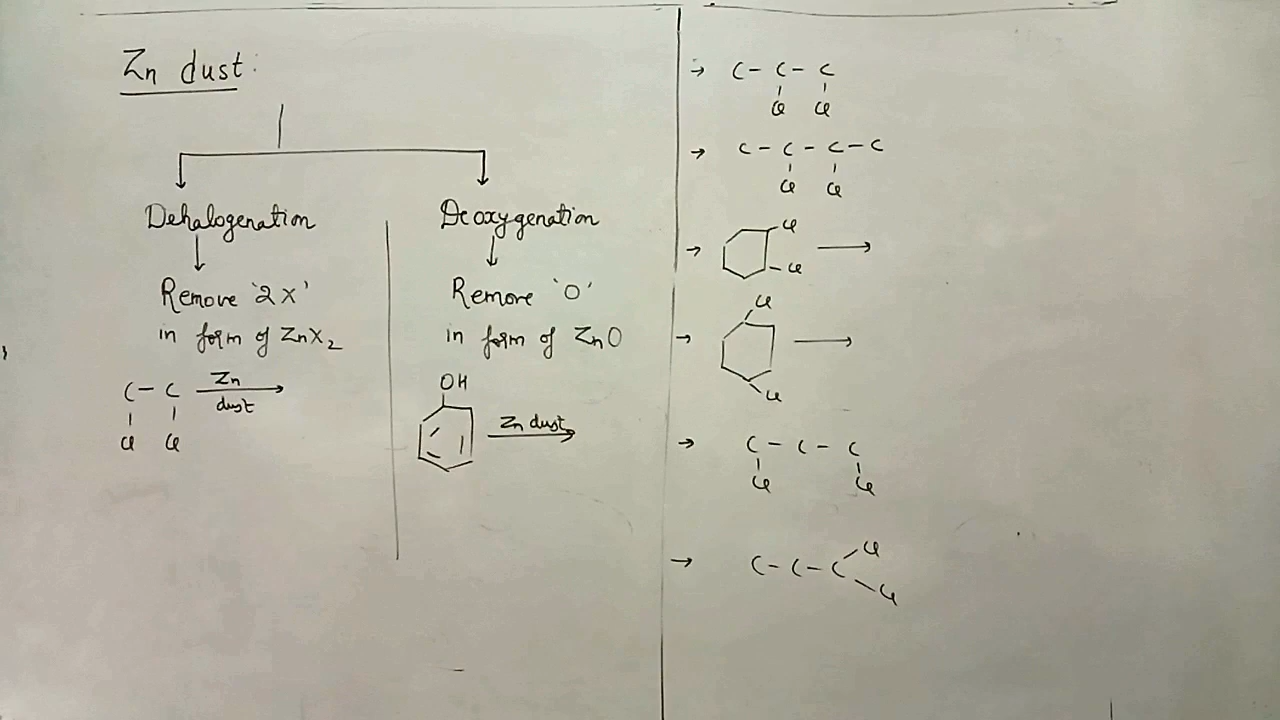 Zn dust:
Dehalogenation
Remove '2X'
in form of ZnX2
C - C Zn
dust
Cl Cl
Deoxygenation
Remove 'O'
in form of ZnO
OH
Zn dust
→ C - C - C
Cl Cl
→ C - C - C - C
Cl Cl
→ Cl
Cl
→ Cl
Cl
→ C - C - C
Cl Cl
→ C - C - C Cl
Cl